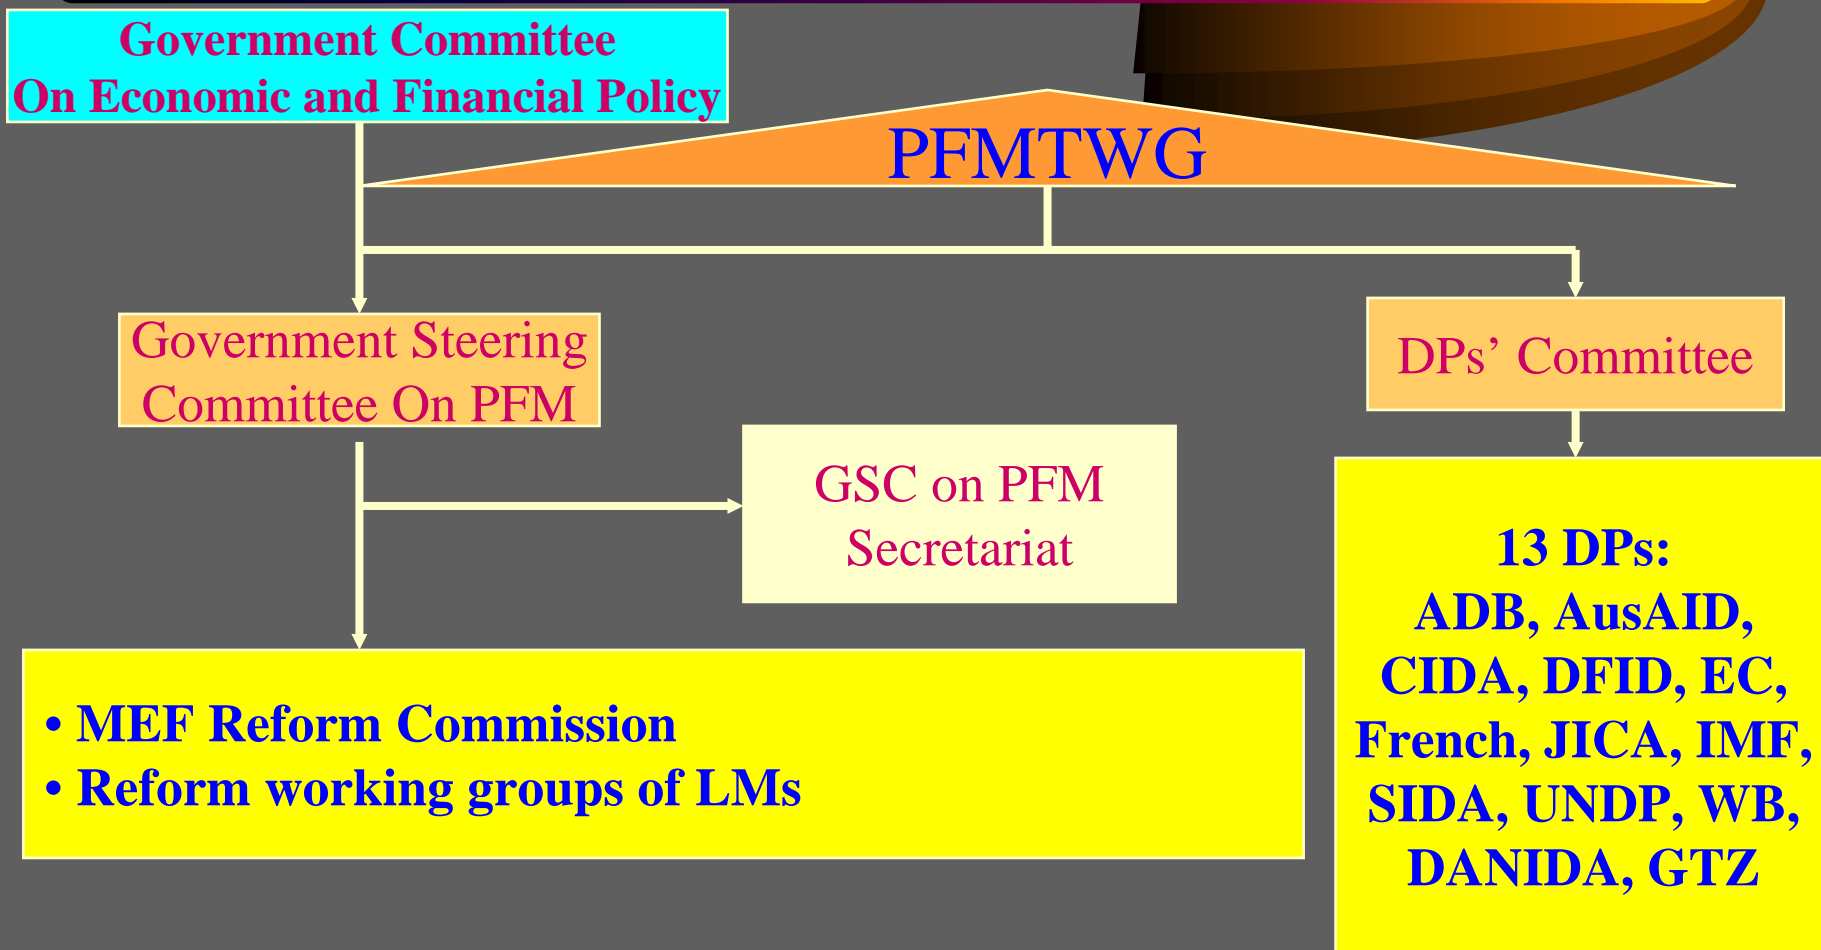 Government Committee
On Economic and Financial Policy
PFMTWG
Government Steering
Committee On PFM
DPs’ Committee
GSC on PFM
Secretariat
• MEF Reform Commission
• Reform working groups of LMs
13 DPs:
ADB, AusAID,
CIDA, DFID, EC,
French, JICA, IMF,
SIDA, UNDP, WB,
DANIDA, GTZ